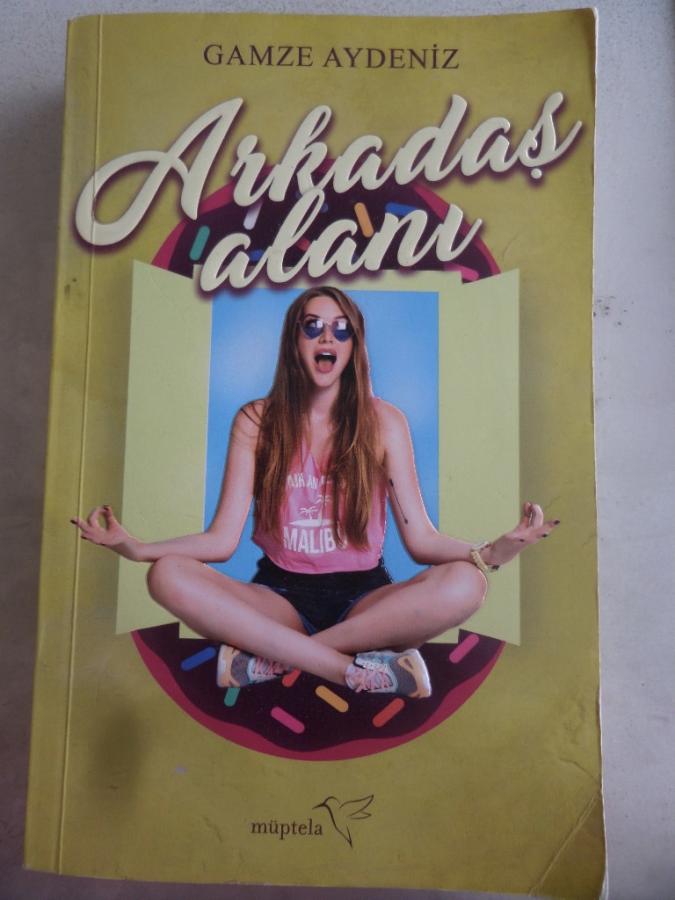 GAMZE AYDENİZ
Arkadaş
alanı
MALIBU
müptela